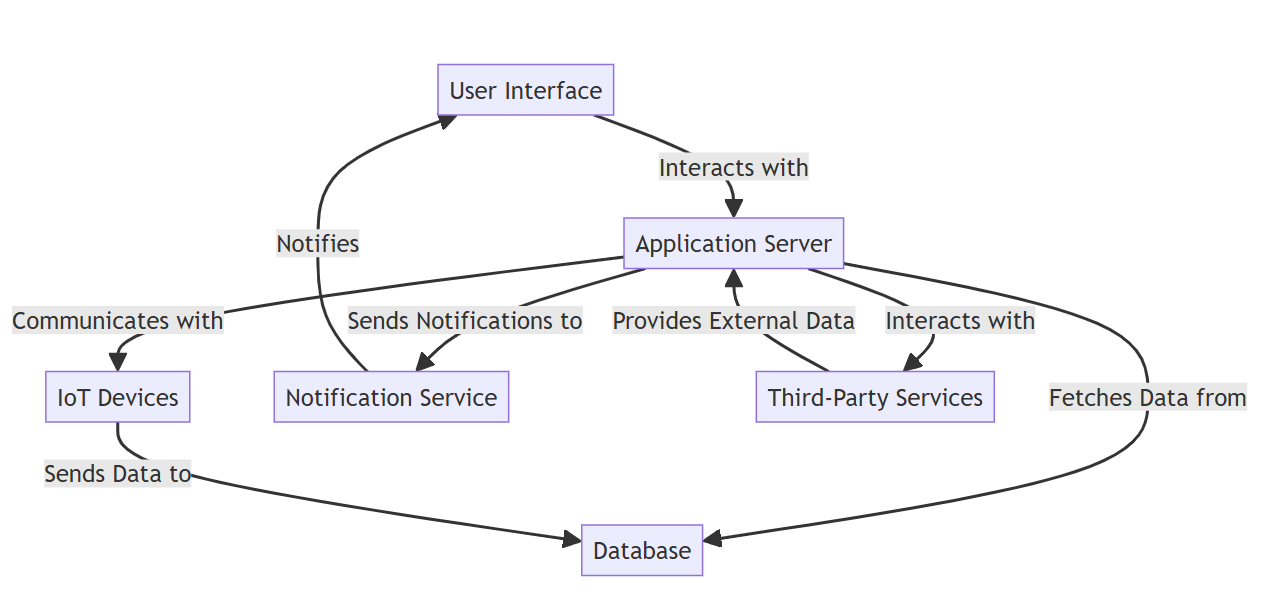 User Interface
Interacts with
Application Server
Notifies
Communicates with
Sends Notifications to
Provides External Data
Interacts with
IoT Devices
Notification Service
Third-Party Services
Fetches Data from
Sends Data to
Database